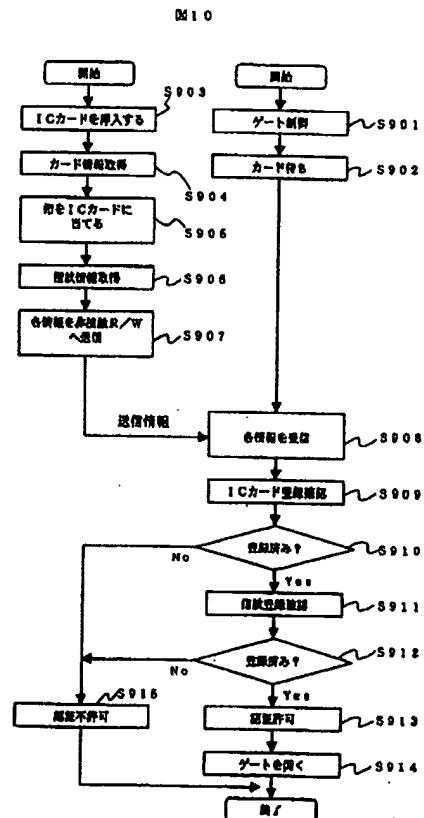 図10
開始
S903
ICカードを挿入する
カード情報取得
S904
指をICカードに
当てる
S905
指紋情報取得
S906
各情報を非接触R/W
へ送信
S907
開始
ゲート制御
S901
カード待ち
S902
送信情報
各情報を受信
S908
ICカード登録確認
S909
登録済み?
S910
No
Yes
指紋登録確認
S911
登録済み?
S912
No
Yes
S915
認証不許可
認証許可
S913
ゲートを開く
S914
終了